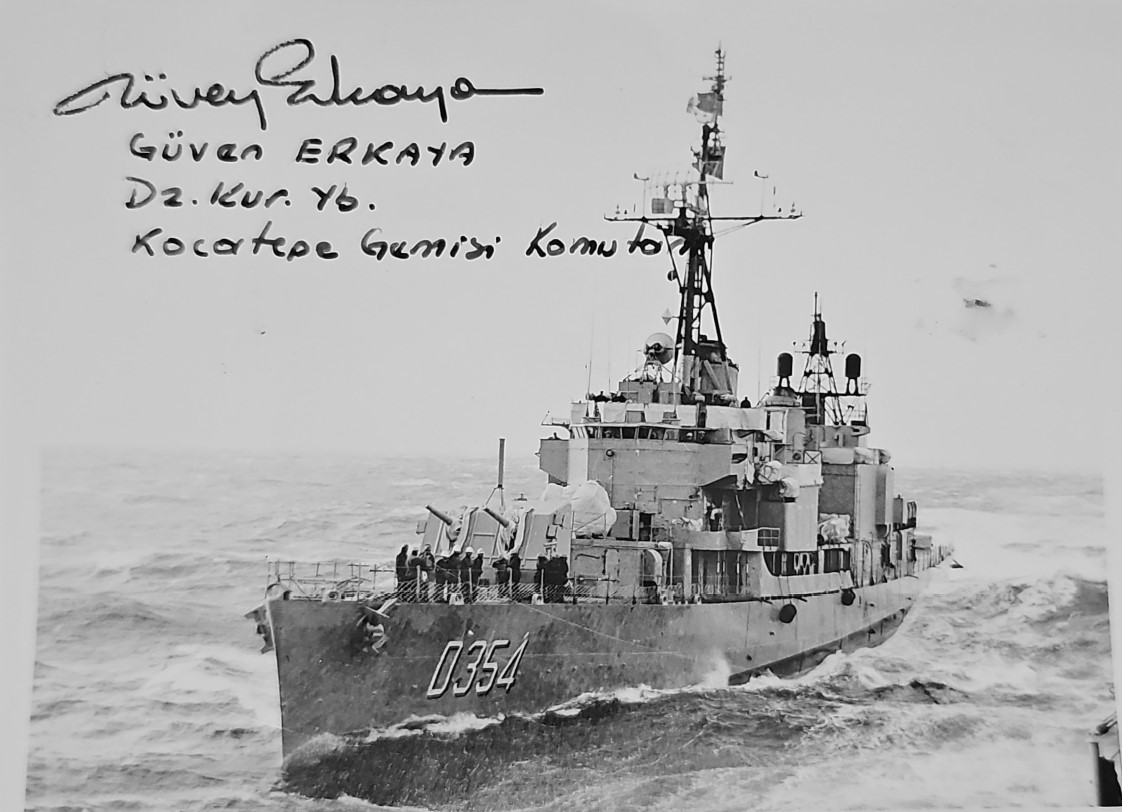 Güven Erkaya
Güven ERKAYA
Dz. Kur. Yb.
Kocatepe Gemisi Komutanı
D354